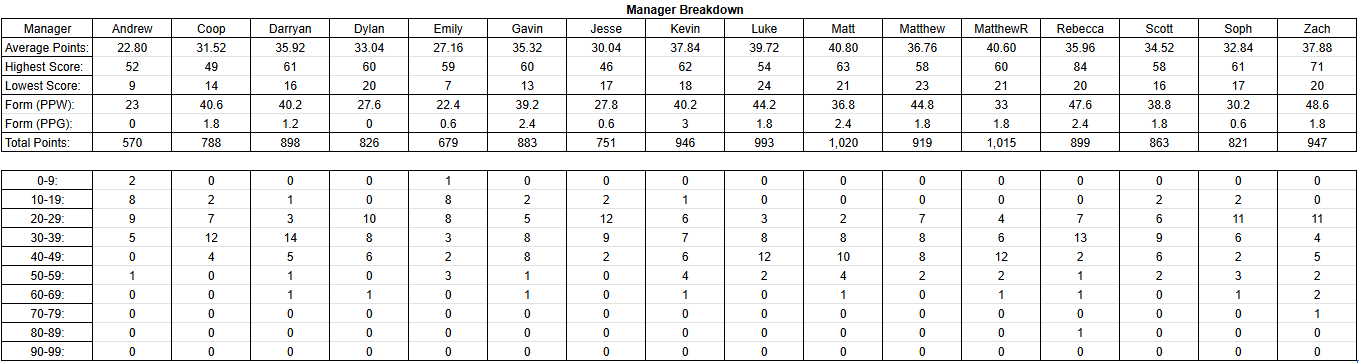 Manager Breakdown
Manager Andrew Coop Darryan Dylan Emily Gavin Jesse Kevin Luke Matt Matthew MatthewR Rebecca Scott Soph Zach
Average Points: 22.80 31.52 35.92 33.04 27.16 35.32 30.04 37.84 39.72 40.80 36.76 40.60 35.96 34.52 32.84 37.88
Highest Score: 52 49 61 60 59 60 46 62 54 63 58 60 84 58 61 71
Lowest Score: 9 14 16 20 7 13 17 18 24 21 23 21 20 16 17 20
Form (PPW): 23 40.6 40.2 27.6 22.4 39.2 27.8 40.2 44.2 36.8 44.8 33 47.6 38.8 30.2 48.6
Form (PPG): 0 1.8 1.2 0 0.6 2.4 0.6 3 1.8 2.4 1.8 1.8 2.4 1.8 0.6 1.8
Total Points: 570 788 898 826 679 883 751 946 993 1,020 919 1,015 899 863 821 947
0-9: 2 0 0 0 1 0 0 0 0 0 0 0 0 0 0 0
10-19: 8 2 1 0 8 2 2 1 0 0 0 0 0 2 2 0
20-29: 9 7 3 10 8 5 12 6 3 2 7 4 7 6 11 11
30-39: 5 12 14 8 3 8 9 7 8 8 8 6 13 9 6 4
40-49: 0 4 5 6 2 8 2 6 12 10 8 12 2 6 2 5
50-59: 1 0 1 0 3 1 0 4 2 4 2 2 1 2 3 2
60-69: 0 0 1 1 0 1 0 1 0 1 0 1 1 0 1 2
70-79: 0 0 0 0 0 0 0 0 0 0 0 0 0 0 0 1
80-89: 0 0 0 0 0 0 0 0 0 0 0 0 1 0 0 0
90-99: 0 0 0 0 0 0 0 0 0 0 0 0 0 0 0 0